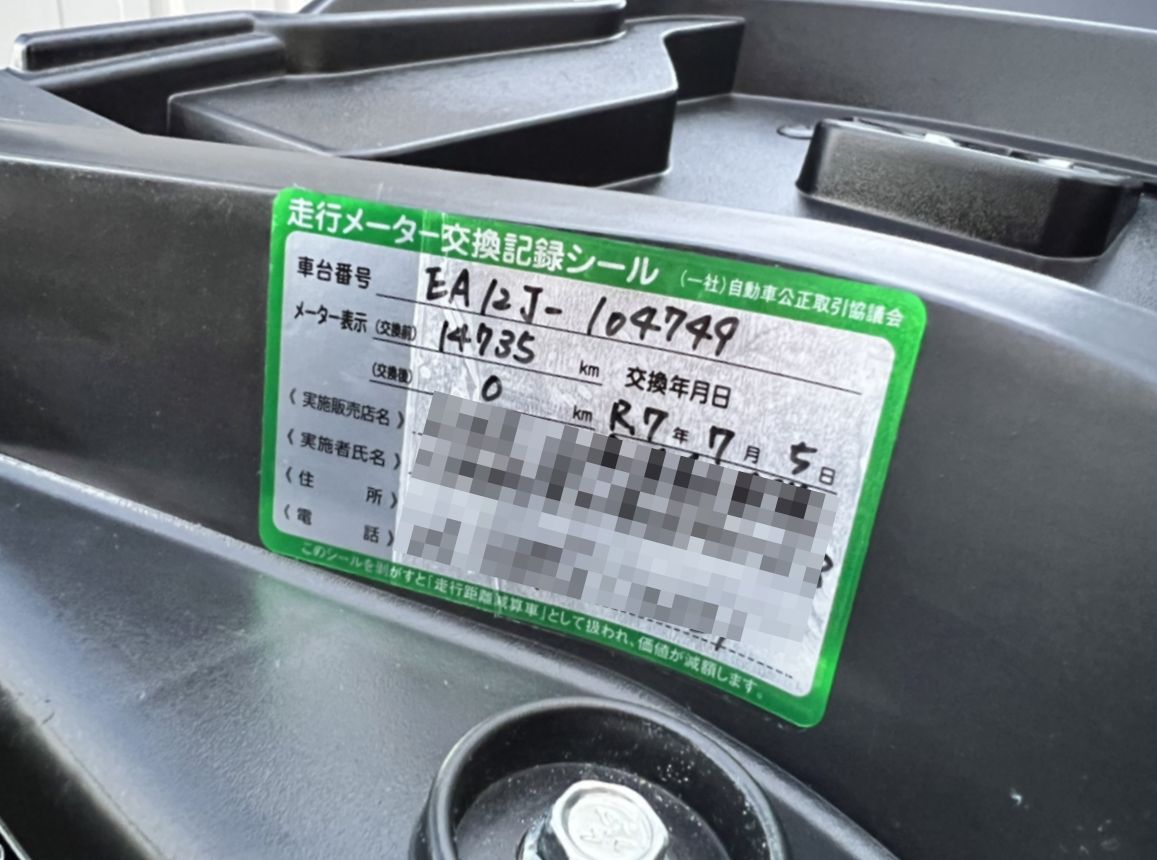 走行メーター交換記録シール (一社)自動車公正取引協議会
車台番号 EA12J-104749
メーター表示 (交換前) 14735 km 交換年月日
(交換後) 0 km R7年 7月 5日
《 実施販売店名 》
《 実施者氏名 》
《 住 所 》
《 電 話 》
このシールを剥がすと「走行距離減算車」として扱われ、価値が減額します。